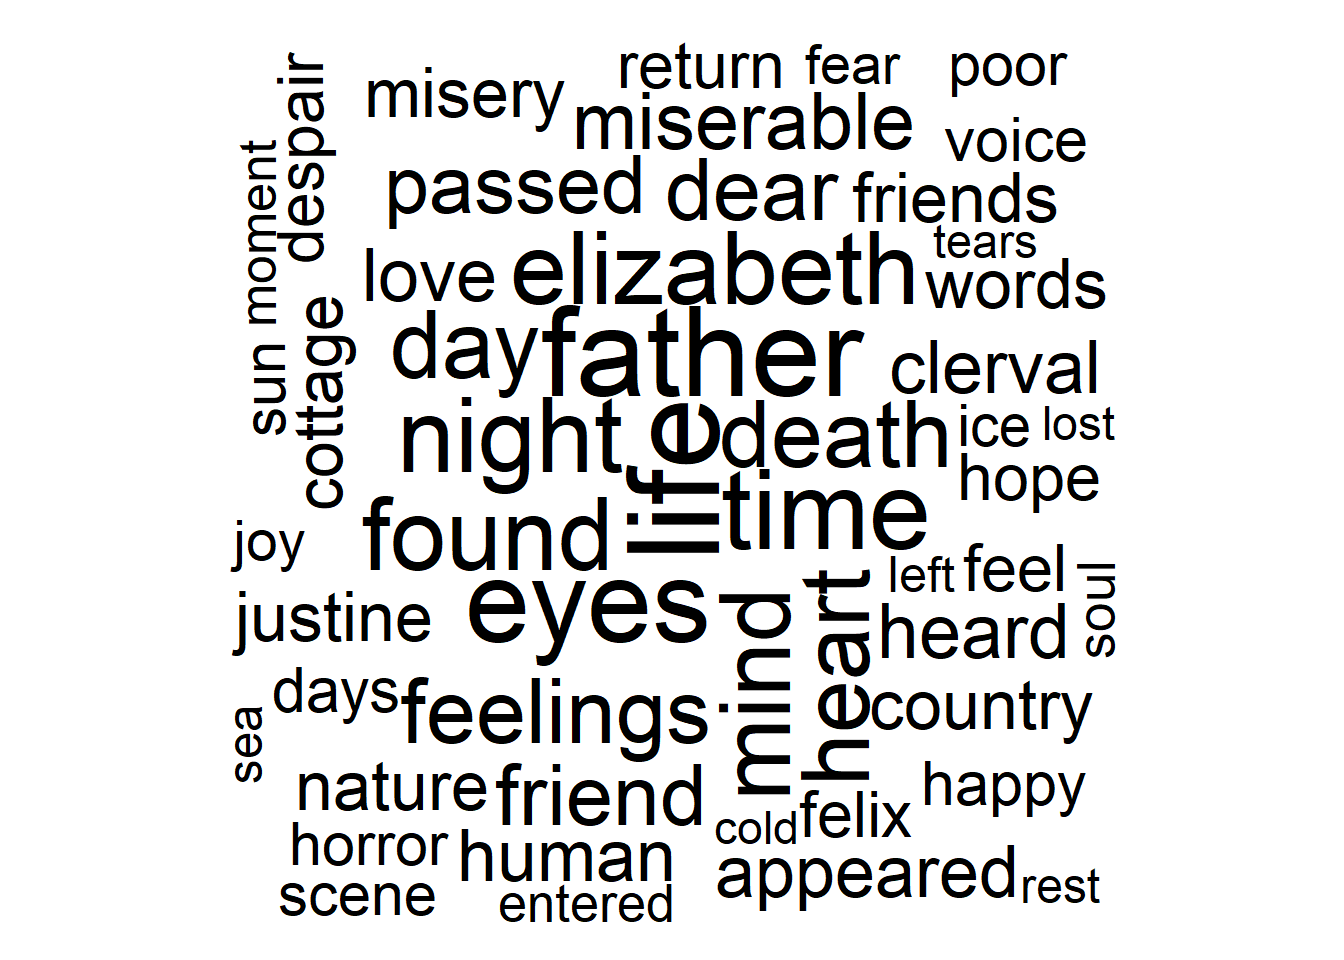 return fear poor
misery miserable
despair voice
moment passed dear friends
tears
love elizabeth words
sun cottage day father clerval
night life death ice lost
hope
joy found time
left feel soul
justine eyes mind heart heard
days feelings country
sea
nature friend happy
cold felix
horror human appeared
scene entered rest